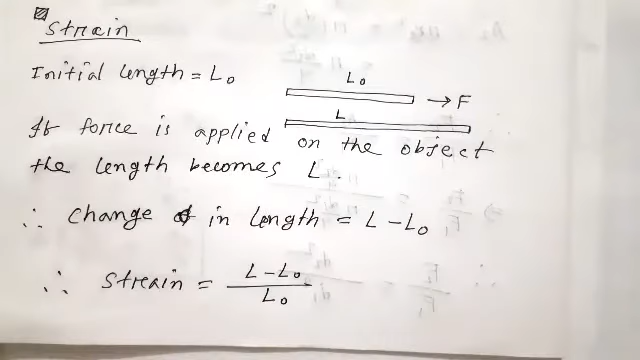 Strain
Initial length = L₀
L₀
→ F
L
If force is applied on the object
the length becomes L.
∴ Change in length = L - L₀
∴ Strain = (L - L₀) / L₀